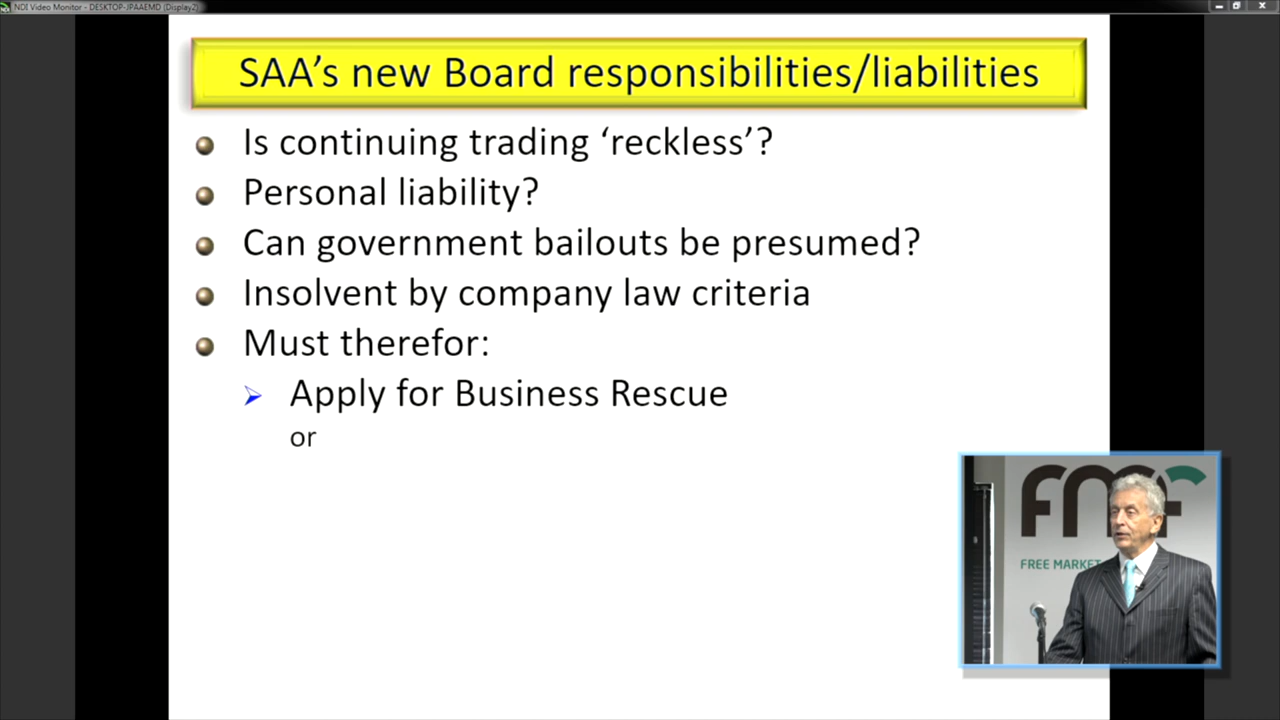 NDI Video Monitor - DESKTOP-JPAAEMD (Display2)
SAA's new Board responsibilities/liabilities
Is continuing trading ‘reckless’?
Personal liability?
Can government bailouts be presumed?
Insolvent by company law criteria
Must therefor:
Apply for Business Rescue
or
FMF
FREE MARKET